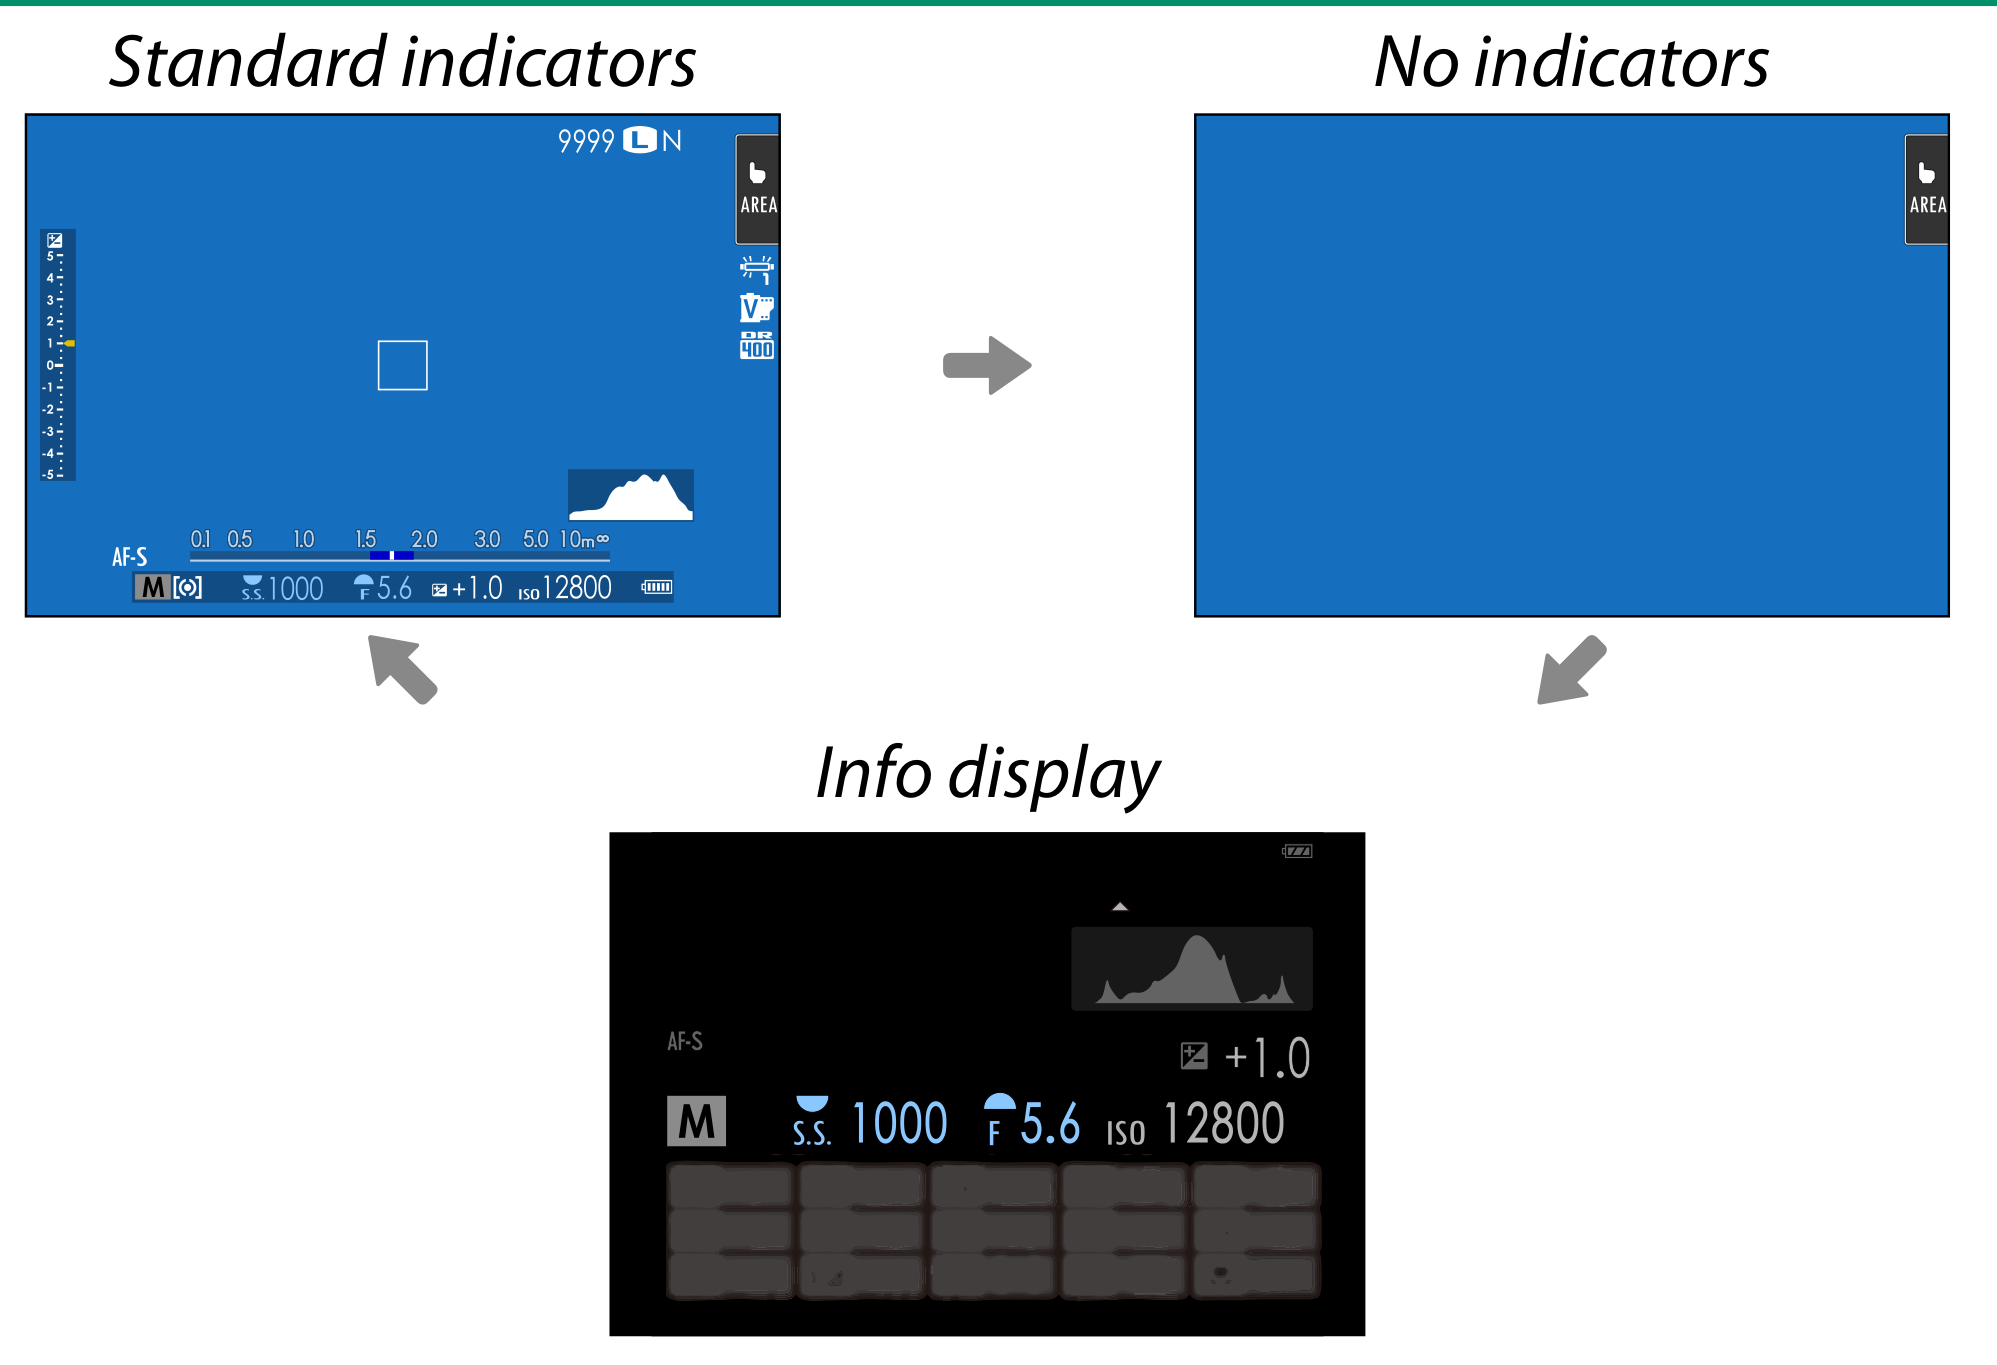 Standard indicators
No indicators
9999 L N
AREA
AREA
5
4
3
2
1
0
-1
-2
-3
-4
-5
1
V
DR
400
0.1 0.5 1.0 1.5 2.0 3.0 5.0 10m∞
AF-S
M S.S. 1000 F 5.6 +1.0 ISO 12800
Info display
AF-S
+1.0
M S.S. 1000 F 5.6 ISO 12800